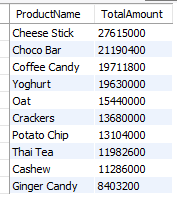 ProductName TotalAmount
Cheese Stick 27615000
Choco Bar 21190400
Coffee Candy 19711800
Yoghurt 19630000
Oat 15440000
Crackers 13680000
Potato Chip 13104000
Thai Tea 11982600
Cashew 11286000
Ginger Candy 8403200